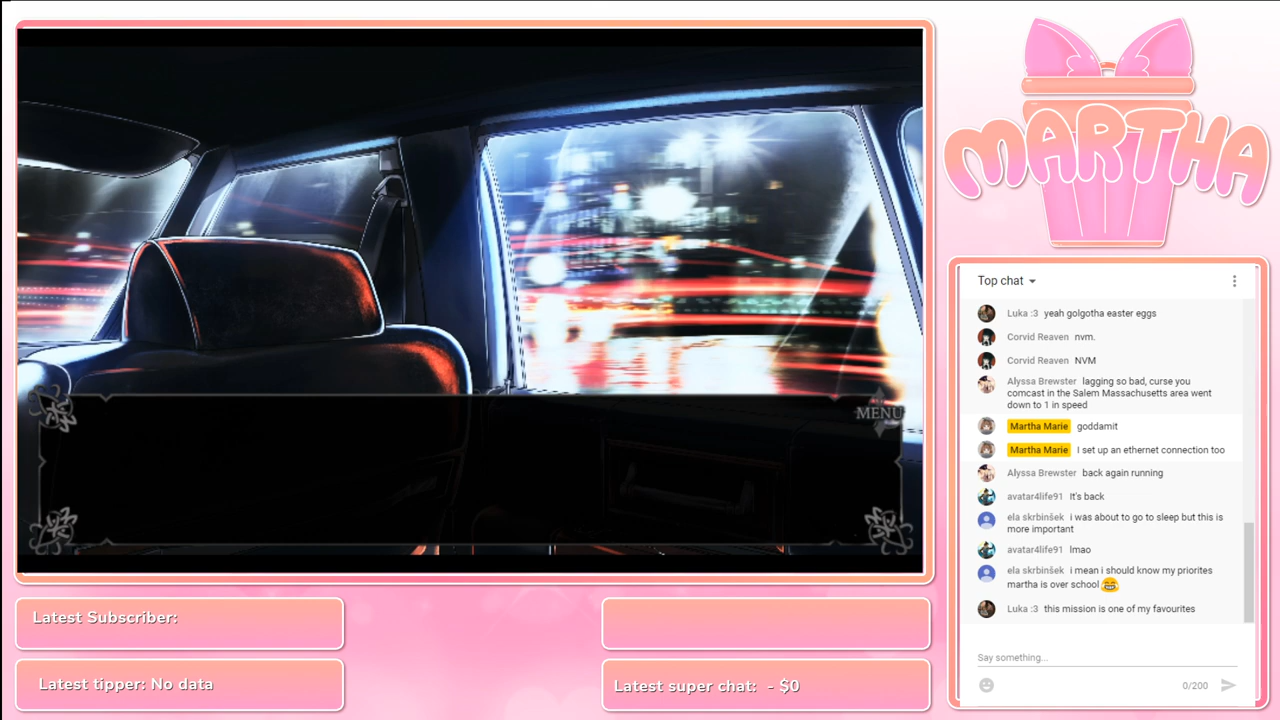 MARTHA
MENU
Top chat
Luka :3 yeah golgotha easter eggs
Corvid Reaven nvm.
Corvid Reaven NVM
Alyssa Brewster lagging so bad, curse you
comcast in the Salem Massachusetts area went
down to 1 in speed
Martha Marie goddamit
Martha Marie I set up an ethernet connection too
Alyssa Brewster back again running
avatar4life91 It's back
ela skrbinšek i was about to go to sleep but this is
more important
avatar4life91 lmao
ela skrbinšek i mean i should know my priorites
martha is over school
Luka :3 this mission is one of my favourites
Say something...
0/200
Latest Subscriber:
Latest tipper: No data
Latest super chat: - $0